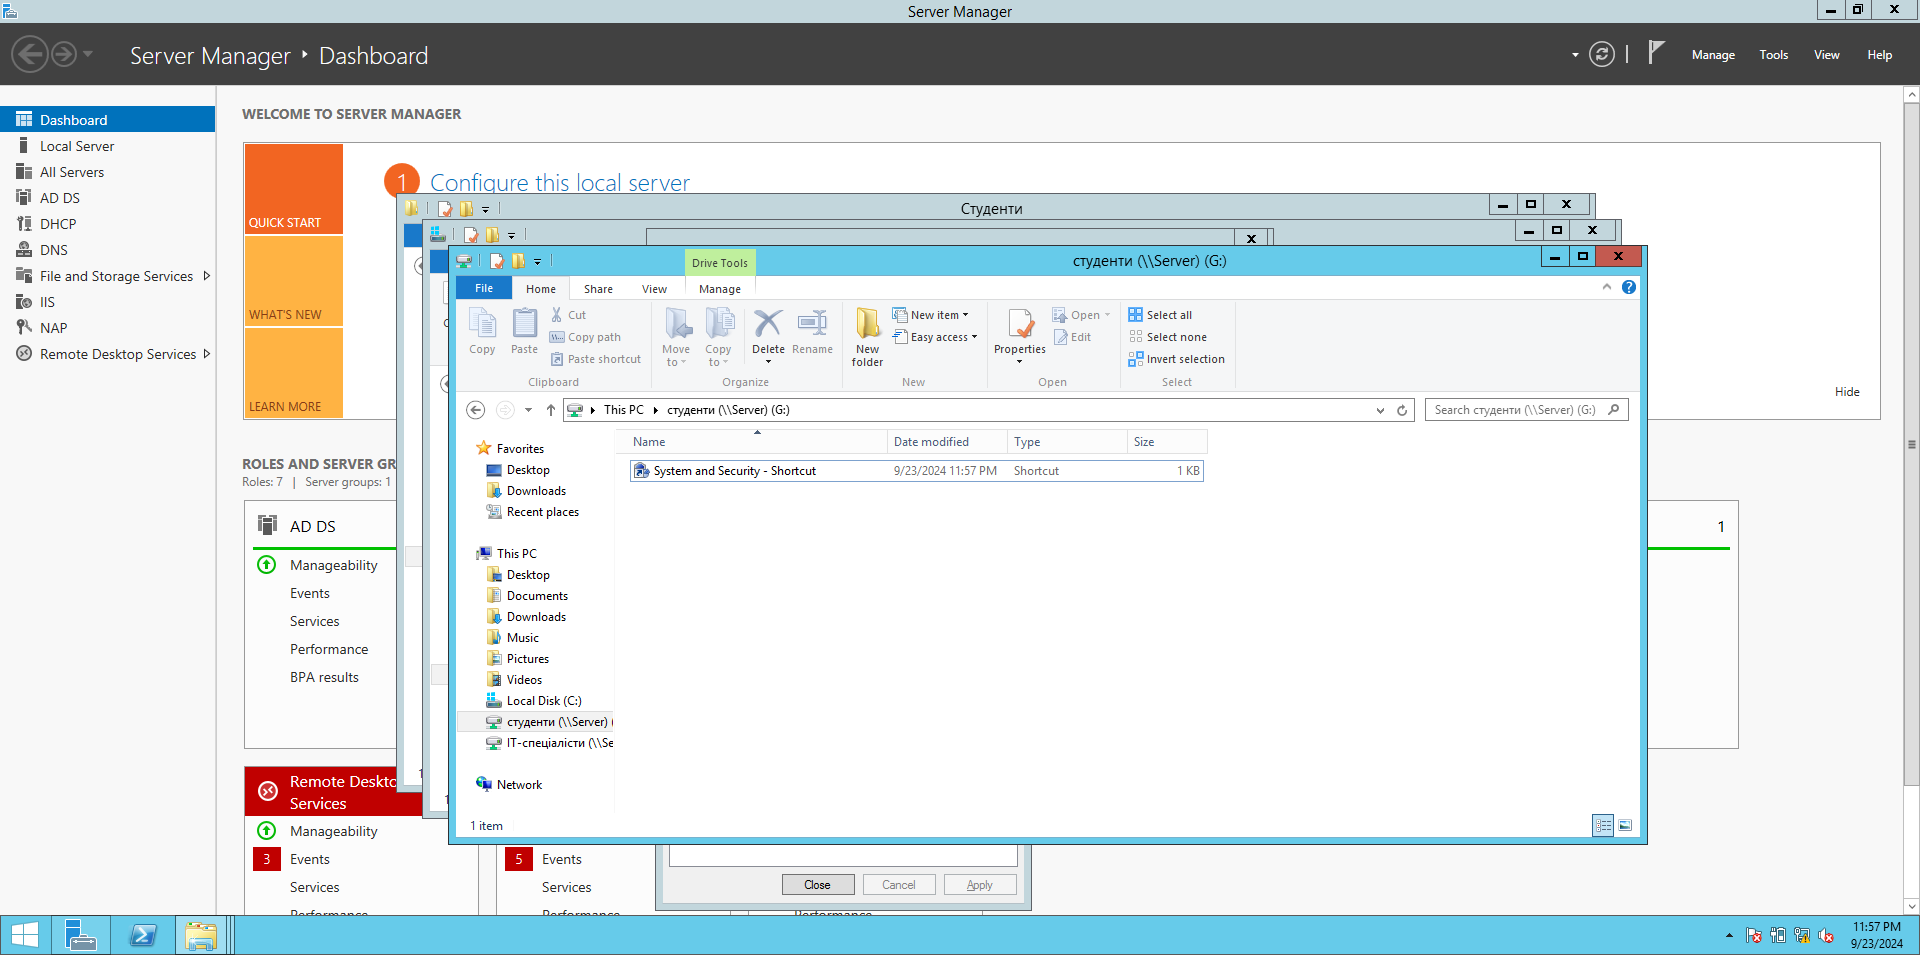 Server Manager
Server Manager ‣ Dashboard
Manage
Tools
View
Help
Dashboard
Local Server
All Servers
AD DS
DHCP
DNS
File and Storage Services
IIS
NAP
Remote Desktop Services
WELCOME TO SERVER MANAGER
QUICK START
WHAT'S NEW
LEARN MORE
1 Configure this local server
Hide
ROLES AND SERVER GR
Roles: 7 | Server groups: 1
AD DS
1
Manageability
Events
Services
Performance
BPA results
Remote Deskto
Services
Manageability
3 Events
Services
Performance
5 Events
Services
Performance
Performance
Студенти
студенти (\\Server) (G:)
Drive Tools
File
Home
Share
View
Manage
Copy
Paste
Cut
Copy path
Paste shortcut
Clipboard
Move to
Copy to
Delete
Rename
Organize
New folder
New item
Easy access
New
Properties
Open
Edit
Open
Select all
Select none
Invert selection
Select
This PC
студенти (\\Server) (G:)
Search студенти (\\Server) (G:)
Favorites
Desktop
Downloads
Recent places
This PC
Desktop
Documents
Downloads
Music
Pictures
Videos
Local Disk (C:)
студенти (\\Server) (
ІТ-спеціалісти (\\Se
Network
Name
Date modified
Type
Size
System and Security - Shortcut
9/23/2024 11:57 PM
Shortcut
1 KB
1 item
Close
Cancel
Apply
11:57 PM
9/23/2024